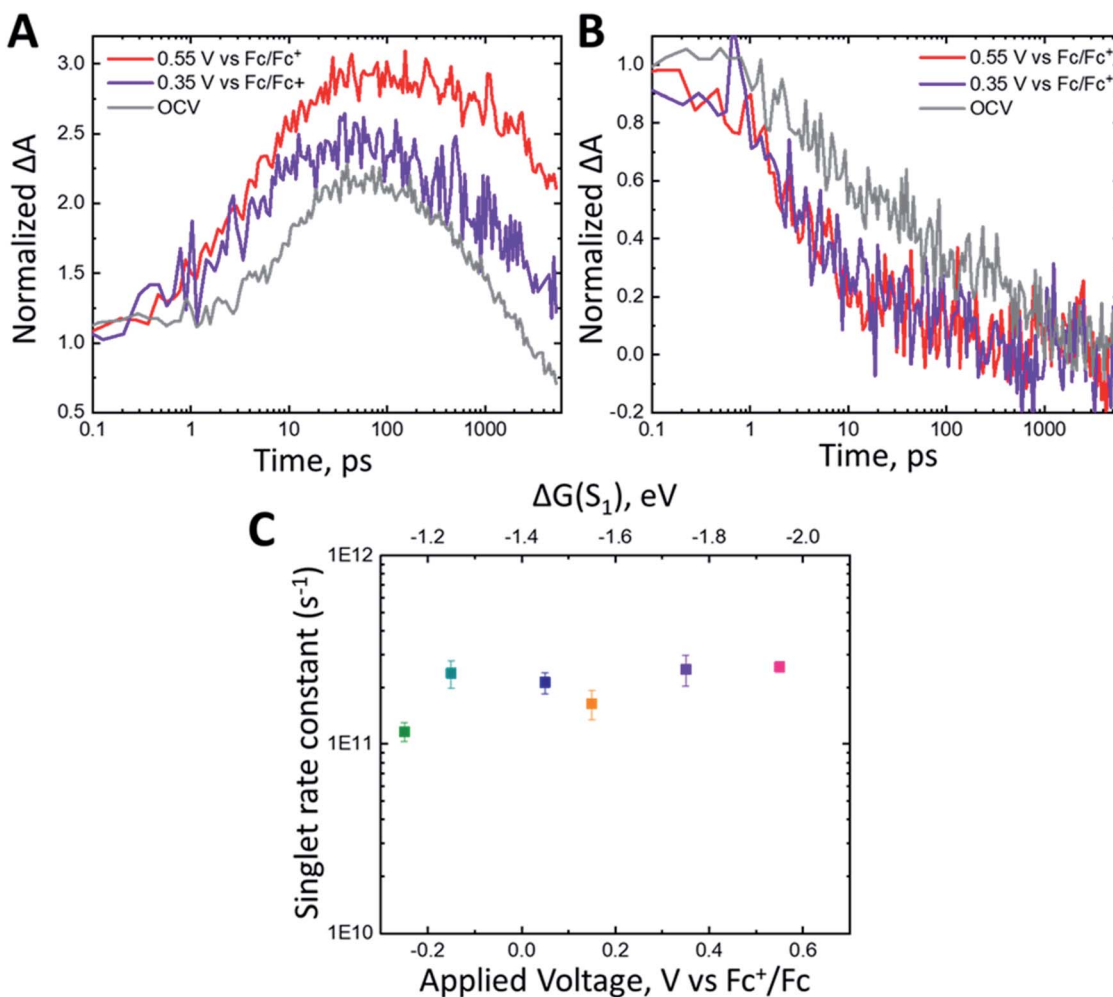 A
0.55 V vs Fc/Fc⁺
0.35 V vs Fc/Fc+
OCV
Normalized ΔA
3.0
2.5
2.0
1.5
1.0
0.5
0.1
1
10
100
1000
Time, ps
B
0.55 V vs Fc/Fc⁺
0.35 V vs Fc/Fc⁺
OCV
Normalized ΔA
1.0
0.8
0.6
0.4
0.2
0.0
-0.2
0.1
1
10
100
1000
Time, ps
C
ΔG(S₁), eV
-1.2
-1.4
-1.6
-1.8
-2.0
Singlet rate constant (s⁻¹)
1E12
1E11
1E10
-0.2
0.0
0.2
0.4
0.6
Applied Voltage, V vs Fc⁺/Fc